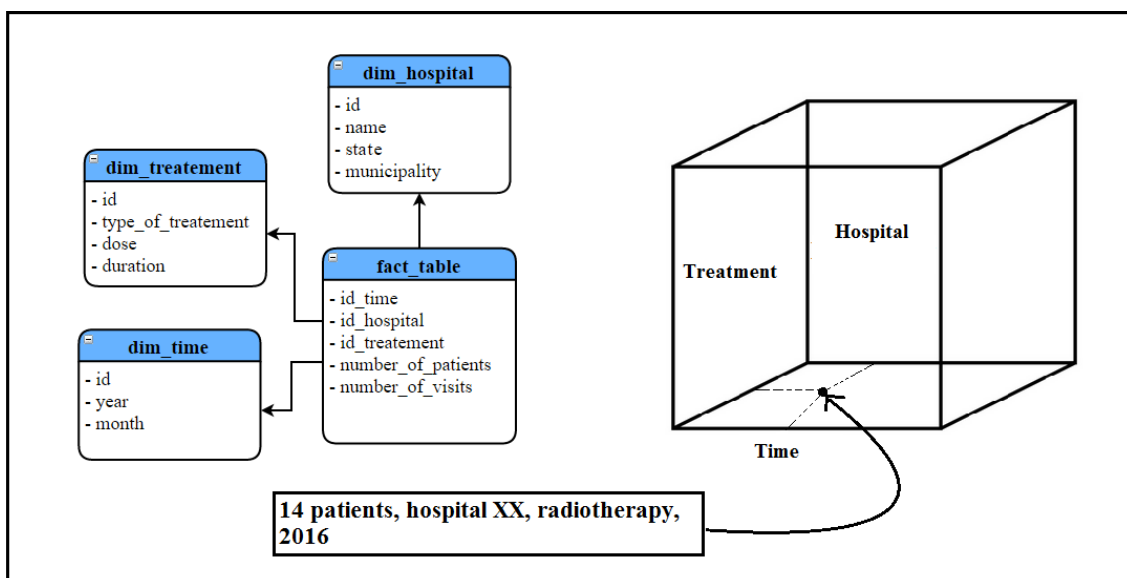 dim_hospital
- id
- name
- state
- municipality
dim_treatement
- id
- type_of_treatement
- dose
- duration
fact_table
- id_time
- id_hospital
- id_treatement
- number_of_patients
- number_of_visits
dim_time
- id
- year
- month
Hospital
Treatment
Time
14 patients, hospital XX, radiotherapy,
2016